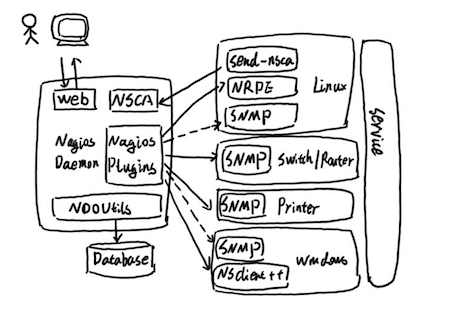 web
NSCA
Nagios
Daemon
Nagios
Plugins
NDOUtils
Database
send-nsca
NRPE
SNMP
Linux
SNMP
Switch/Router
SNMP
Printer
SNMP
NSclient++
Windows
Service